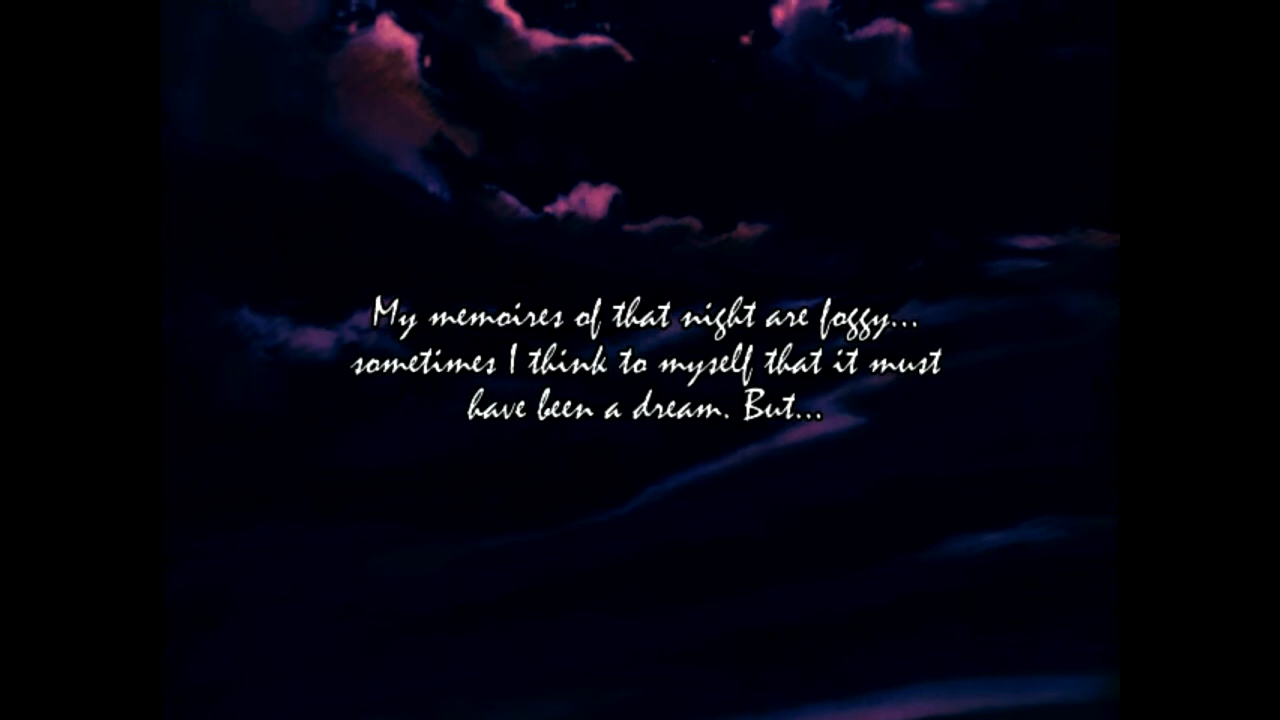 My memoires of that night are foggy...
sometimes I think to myself that it must
have been a dream. But...